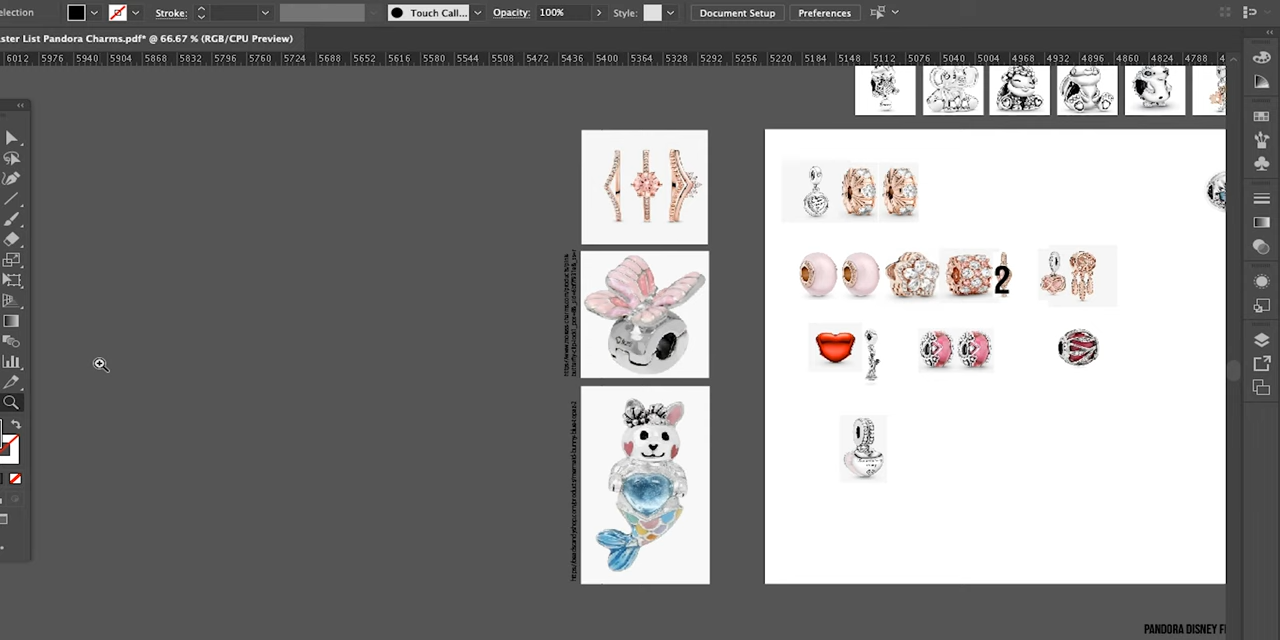 election
Stroke:
Touch Call...
Opacity: 100%
Style:
Document Setup
Preferences
ster List Pandora Charms.pdf* @ 66.67 % (RGB/CPU Preview)
6012 5976 5940 5904 5868 5832 5796 5760 5724 5688 5652 5616 5580 5544 5508 5472 5436 5400 5364 5328 5292 5256 5220 5184 5148 5112 5076 5040 5004 4968 4932 4896 4860 4824 4788 4
2
PANDORA DISNEY F